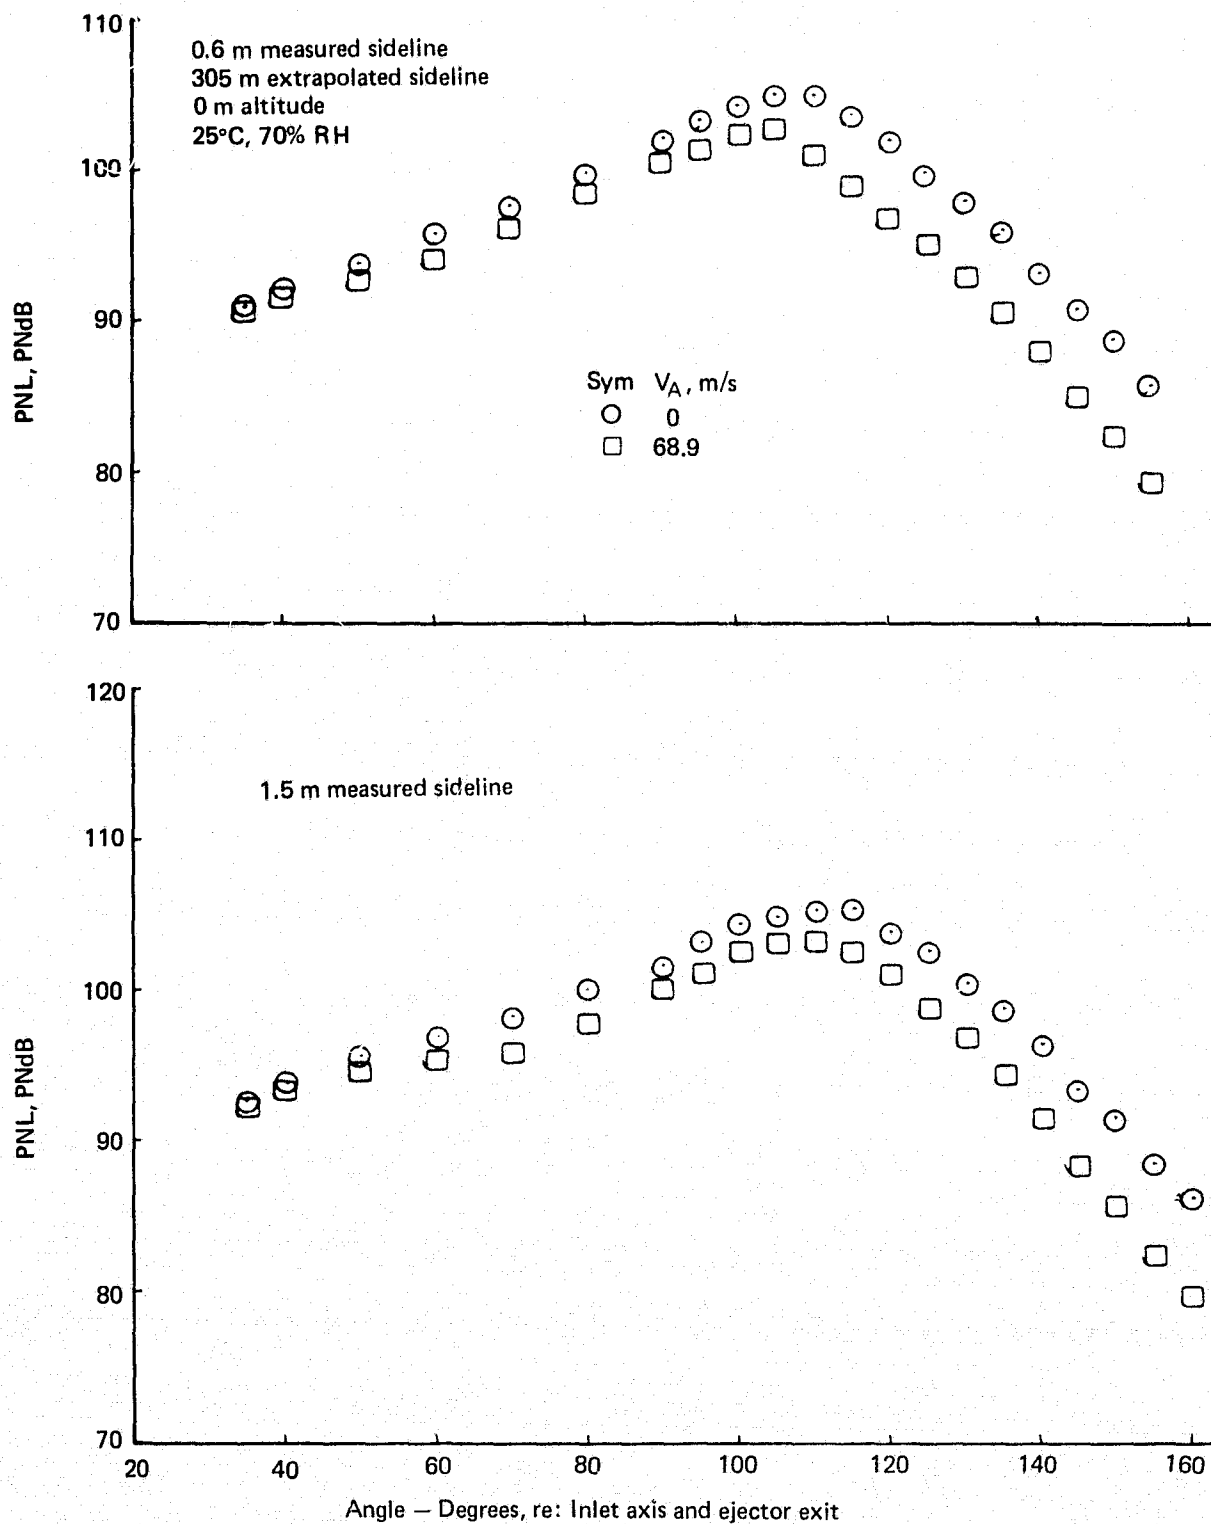 110
0.6 m measured sideline
305 m extrapolated sideline
0 m altitude
25°C, 70% RH
100
90
PNL, PNdB
Sym V_A, m/s
0
68.9
80
70
120
1.5 m measured sideline
110
100
PNL, PNdB
90
80
70
20 40 60 80 100 120 140 160
Angle — Degrees, re: Inlet axis and ejector exit